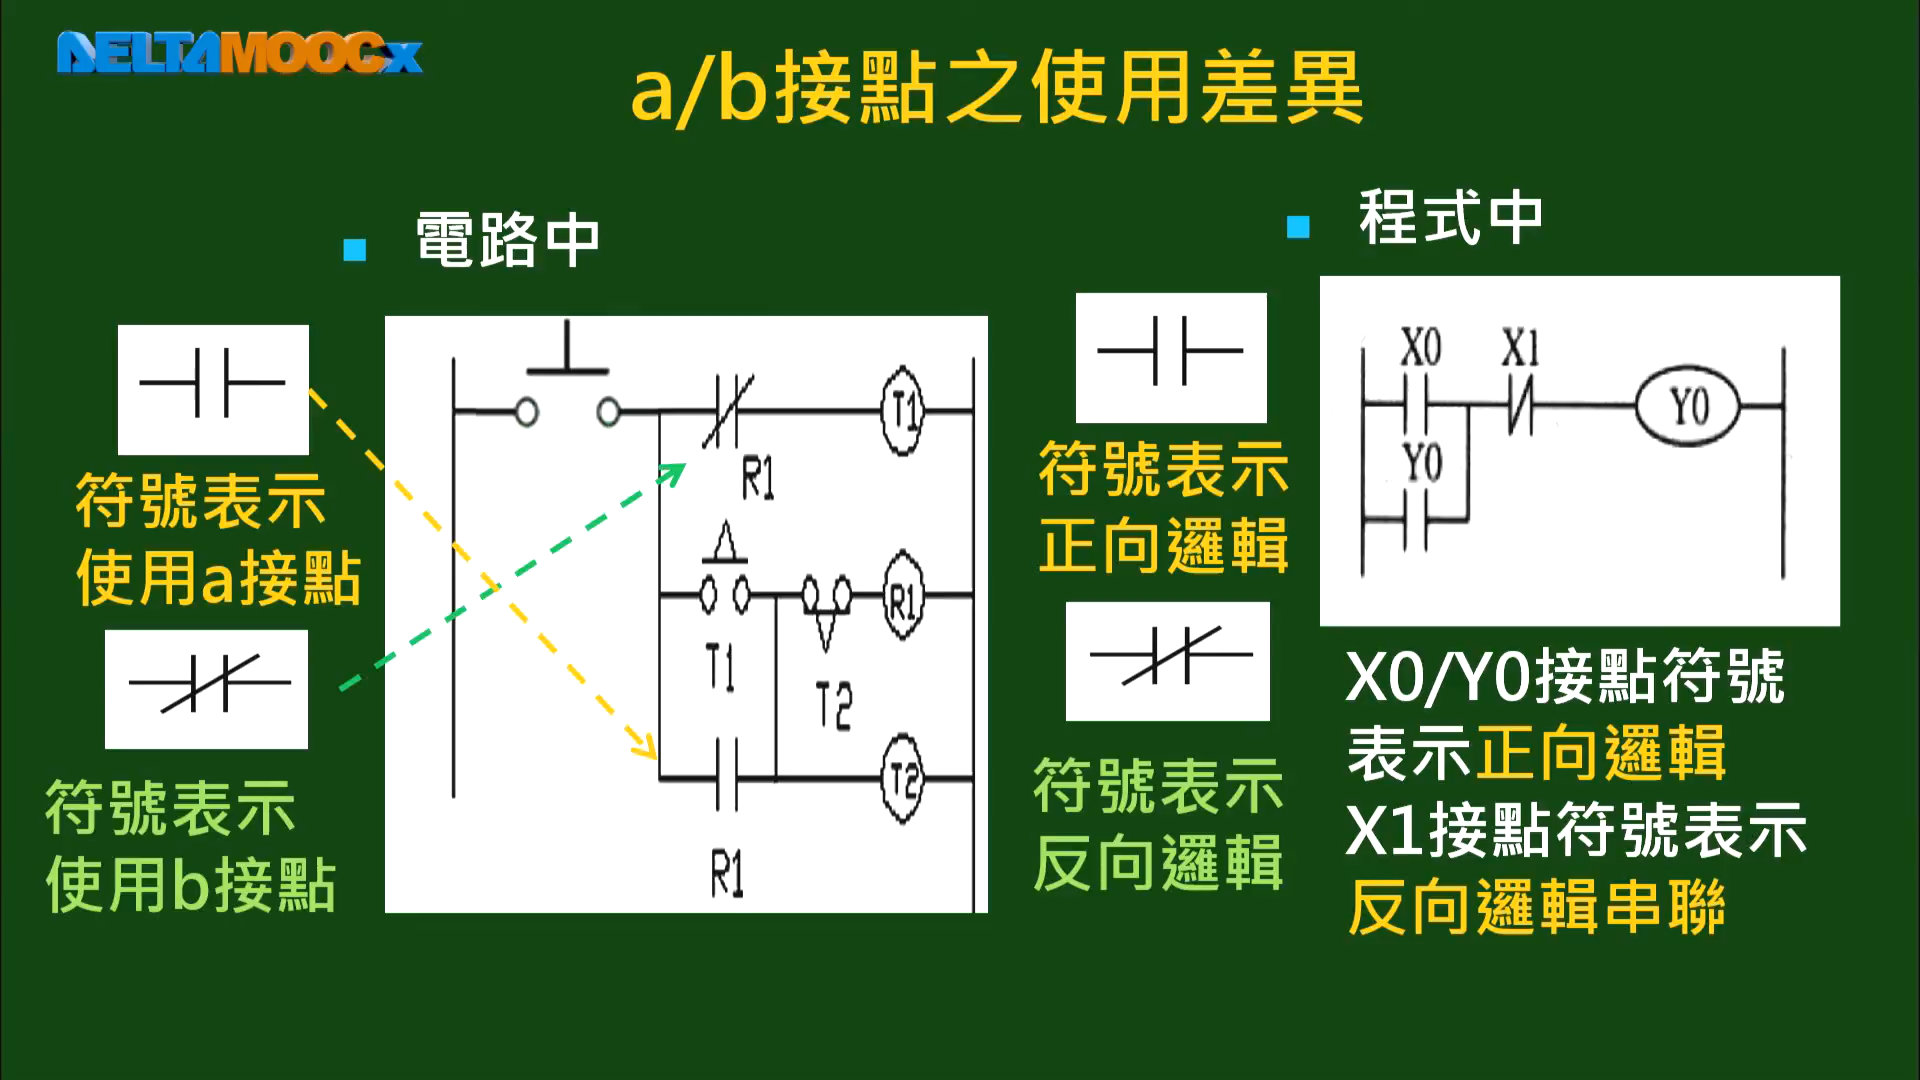 DELTAMOOCx
a/b接點之使用差異
電路中
符號表示
使用a接點
符號表示
使用b接點
T1
R1
R1
T1
T2
T2
R1
程式中
符號表示
正向邏輯
符號表示
反向邏輯
X0 X1
Y0
Y0
X0/Y0接點符號
表示正向邏輯
X1接點符號表示
反向邏輯串聯